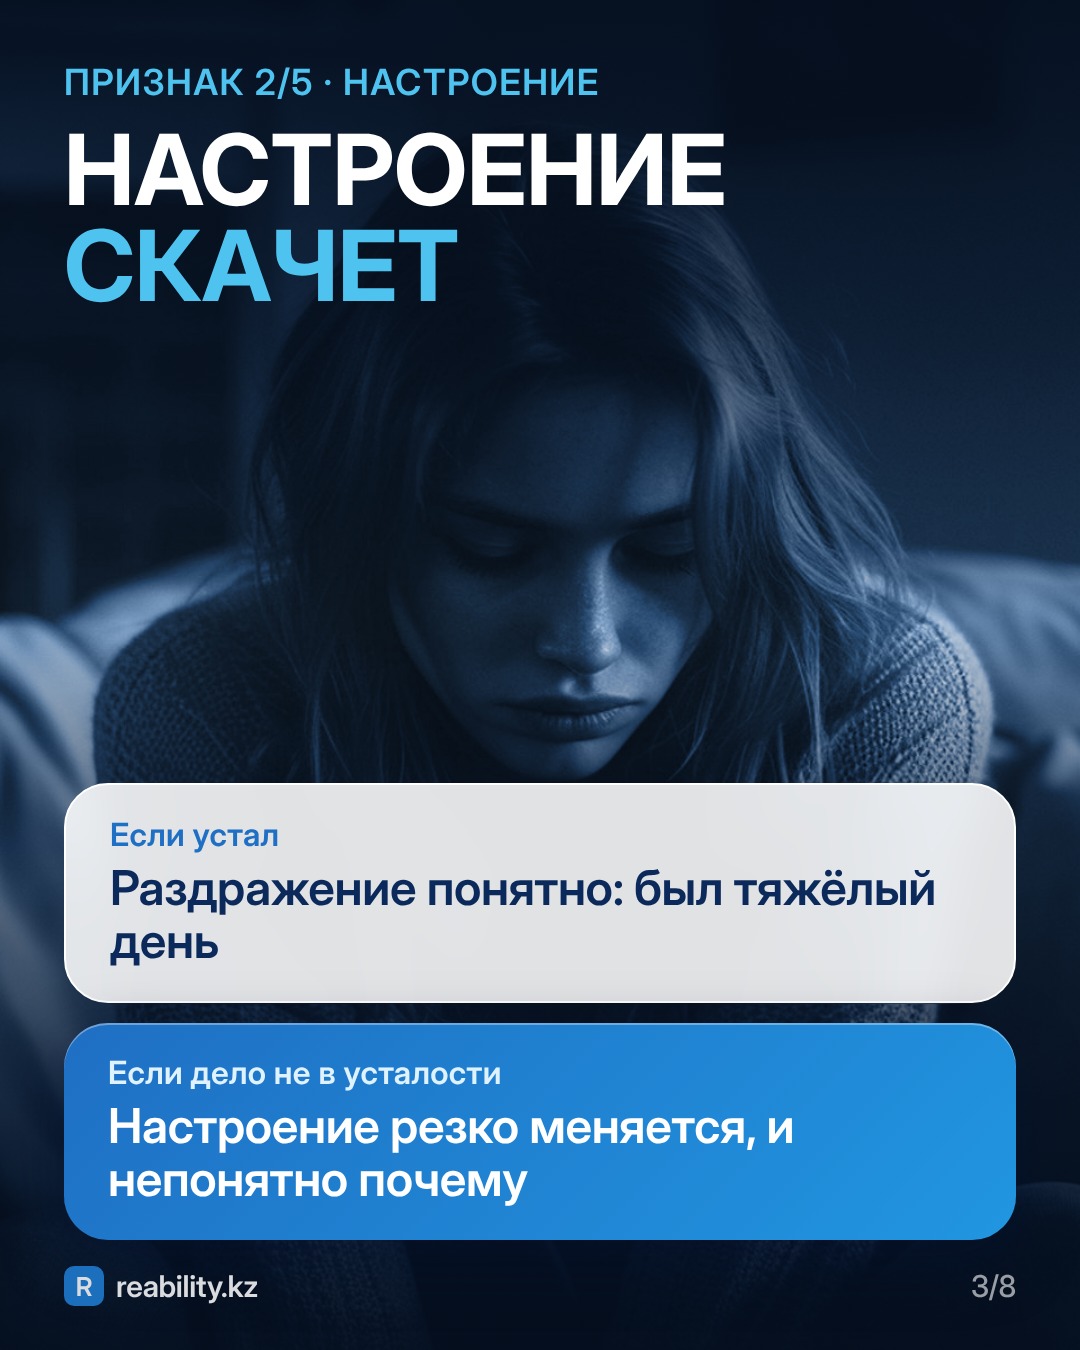 ПРИЗНАК 2/5 · НАСТРОЕНИЕ
НАСТРОЕНИЕ
СКАЧЕТ
Если устал
Раздражение понятно: был тяжёлый
день
Если дело не в усталости
Настроение резко меняется, и
непонятно почему
R reability.kz
3/8